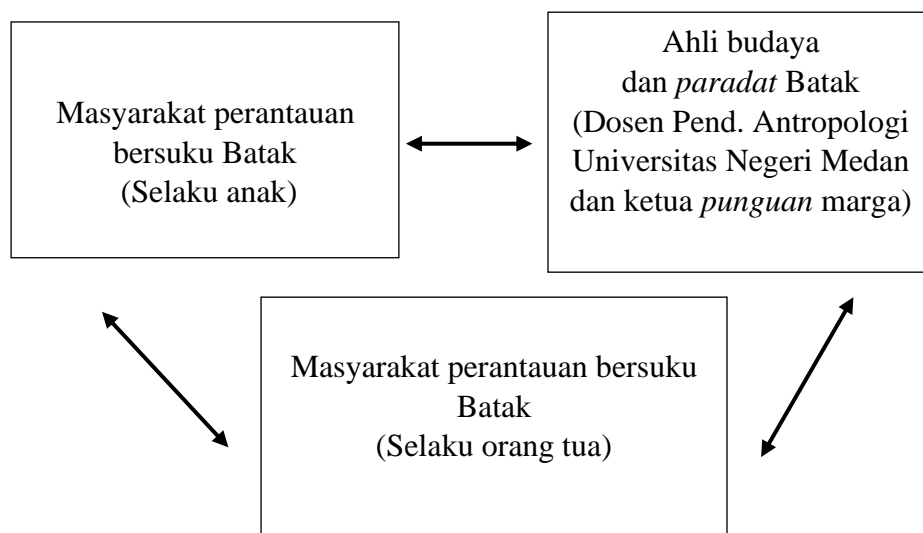 Masyarakat perantauan
bersuku Batak
(Selaku anak)
Ahli budaya
dan paradat Batak
(Dosen Pend. Antropologi
Universitas Negeri Medan
dan ketua punguan marga)
Masyarakat perantauan bersuku
Batak
(Selaku orang tua)